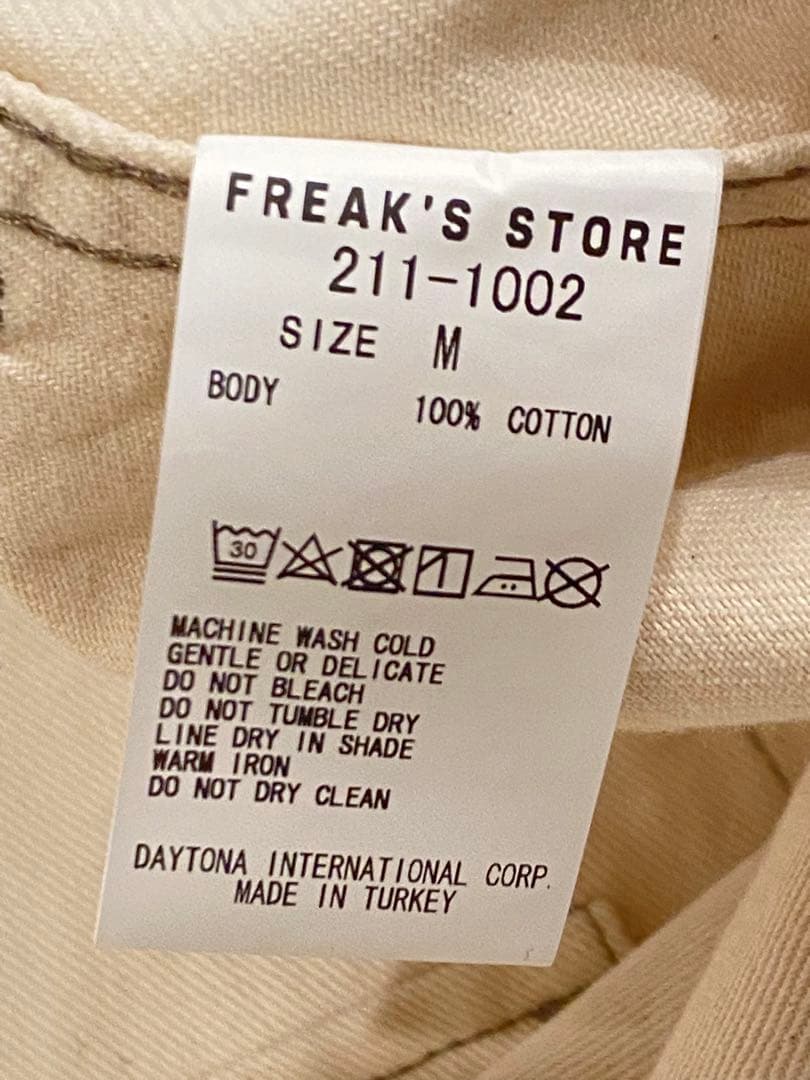 FREAK'S STORE
211-1002
SIZE M
BODY
100% COTTON
30
MACHINE WASH COLD
GENTLE OR DELICATE
DO NOT BLEACH
DO NOT TUMBLE DRY
LINE DRY IN SHADE
WARM IRON
DO NOT DRY CLEAN
DAYTONA INTERNATIONAL CORP.
MADE IN TURKEY